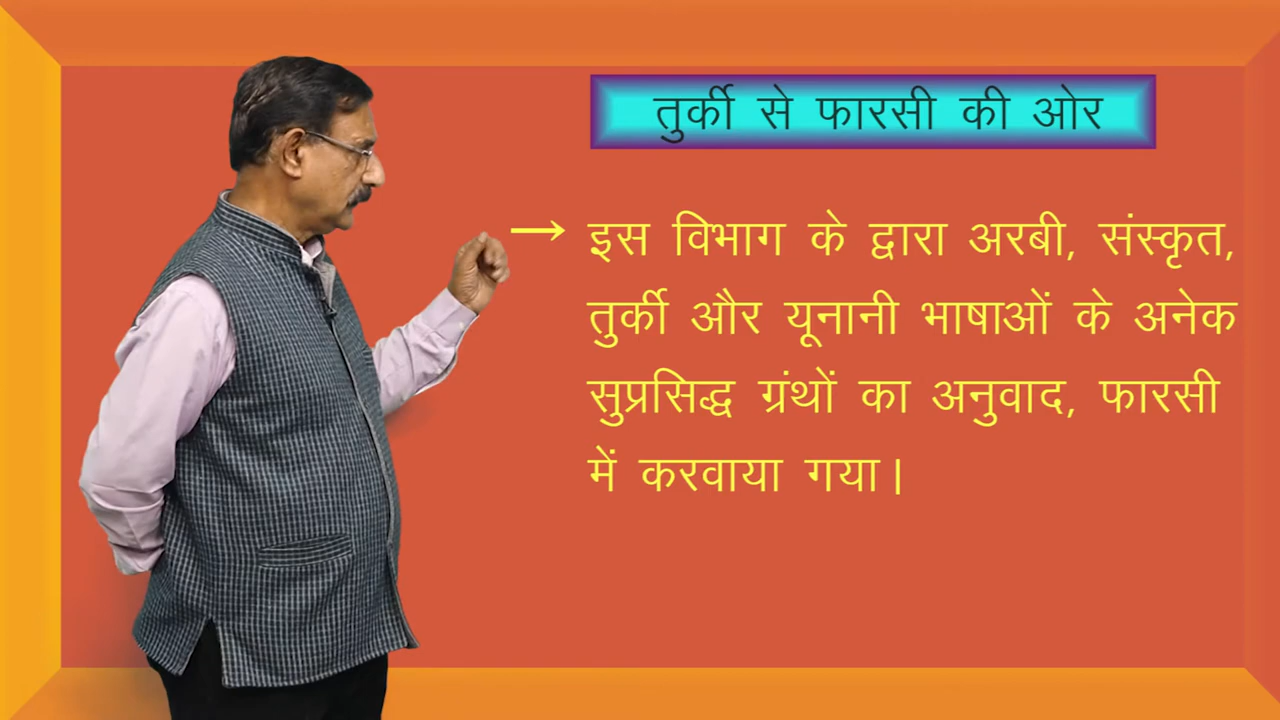 तुर्की से फारसी की ओर
→ इस विभाग के द्वारा अरबी, संस्कृत,
तुर्की और यूनानी भाषाओं के अनेक
सुप्रसिद्ध ग्रंथों का अनुवाद, फारसी
में करवाया गया।